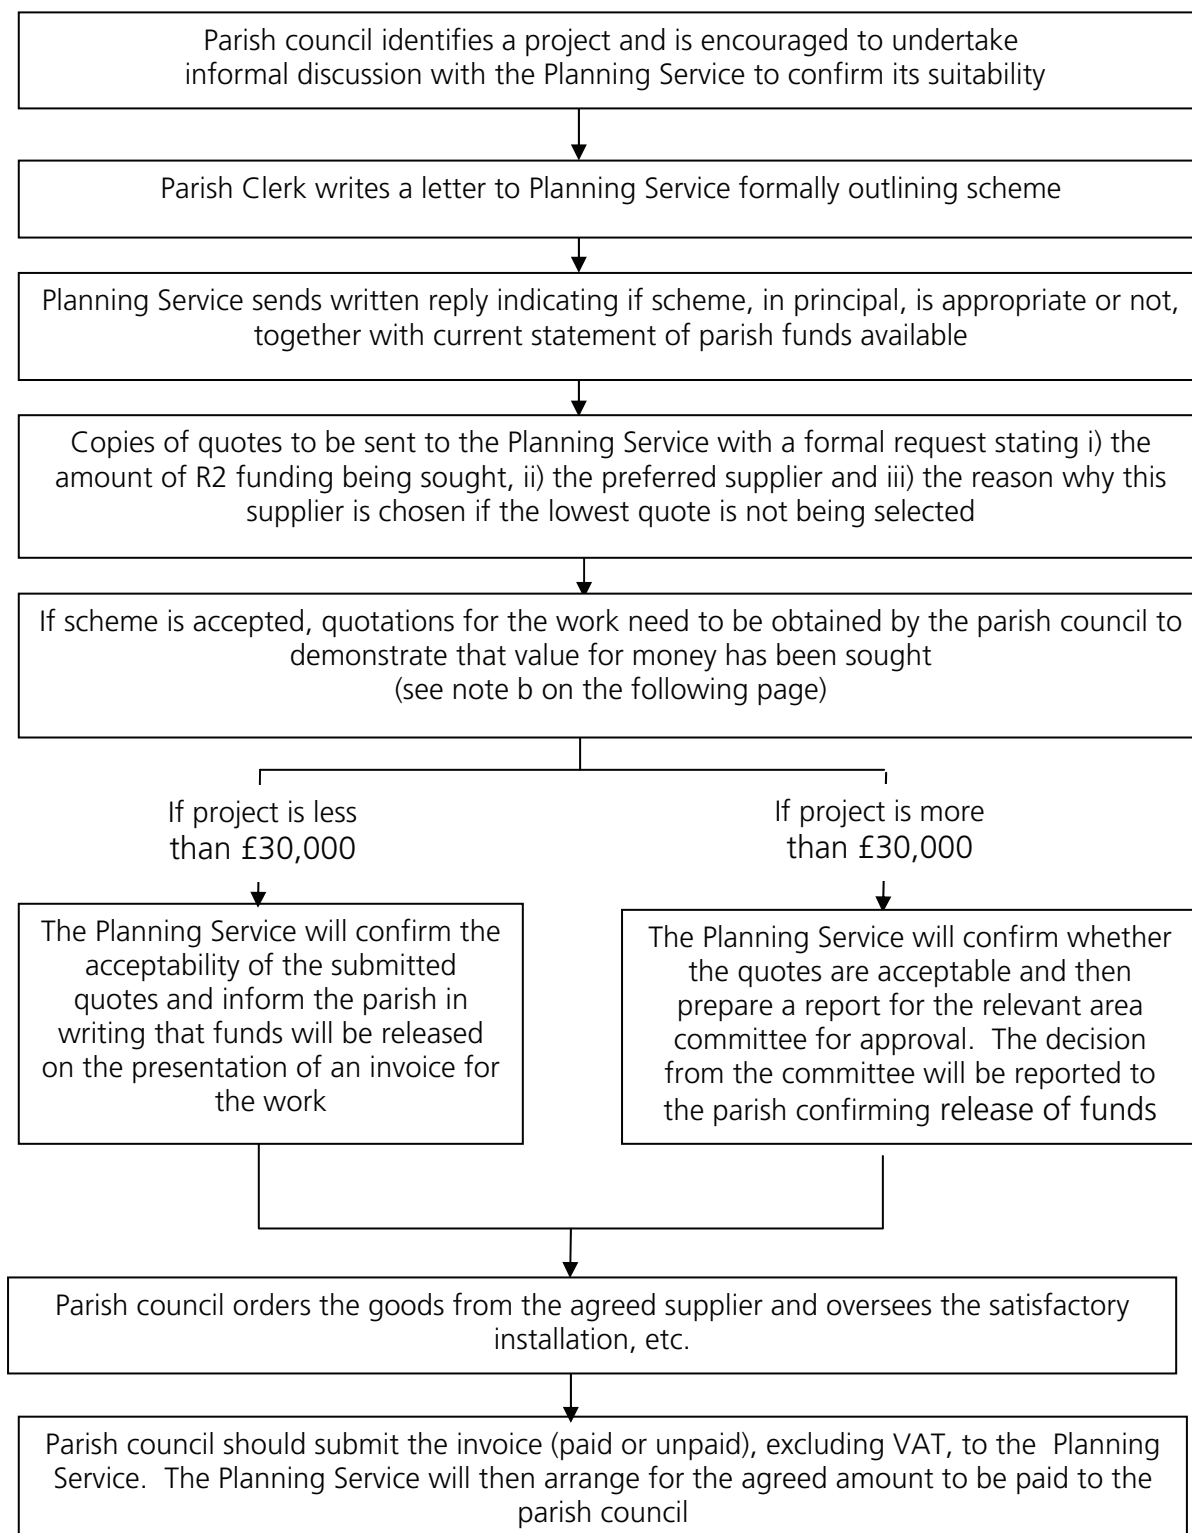 Parish council identifies a project and is encouraged to undertake
informal discussion with the Planning Service to confirm its suitability
Parish Clerk writes a letter to Planning Service formally outlining scheme
Planning Service sends written reply indicating if scheme, in principal, is appropriate or not,
together with current statement of parish funds available
Copies of quotes to be sent to the Planning Service with a formal request stating i) the
amount of R2 funding being sought, ii) the preferred supplier and iii) the reason why this
supplier is chosen if the lowest quote is not being selected
If scheme is accepted, quotations for the work need to be obtained by the parish council to
demonstrate that value for money has been sought
(see note b on the following page)
If project is less
than £30,000
If project is more
than £30,000
The Planning Service will confirm the
acceptability of the submitted
quotes and inform the parish in
writing that funds will be released
on the presentation of an invoice for
the work
The Planning Service will confirm whether
the quotes are acceptable and then
prepare a report for the relevant area
committee for approval.  The decision
from the committee will be reported to
the parish confirming release of funds
Parish council orders the goods from the agreed supplier and oversees the satisfactory
installation, etc.
Parish council should submit the invoice (paid or unpaid), excluding VAT, to the  Planning
Service.  The Planning Service will then arrange for the agreed amount to be paid to the
parish council